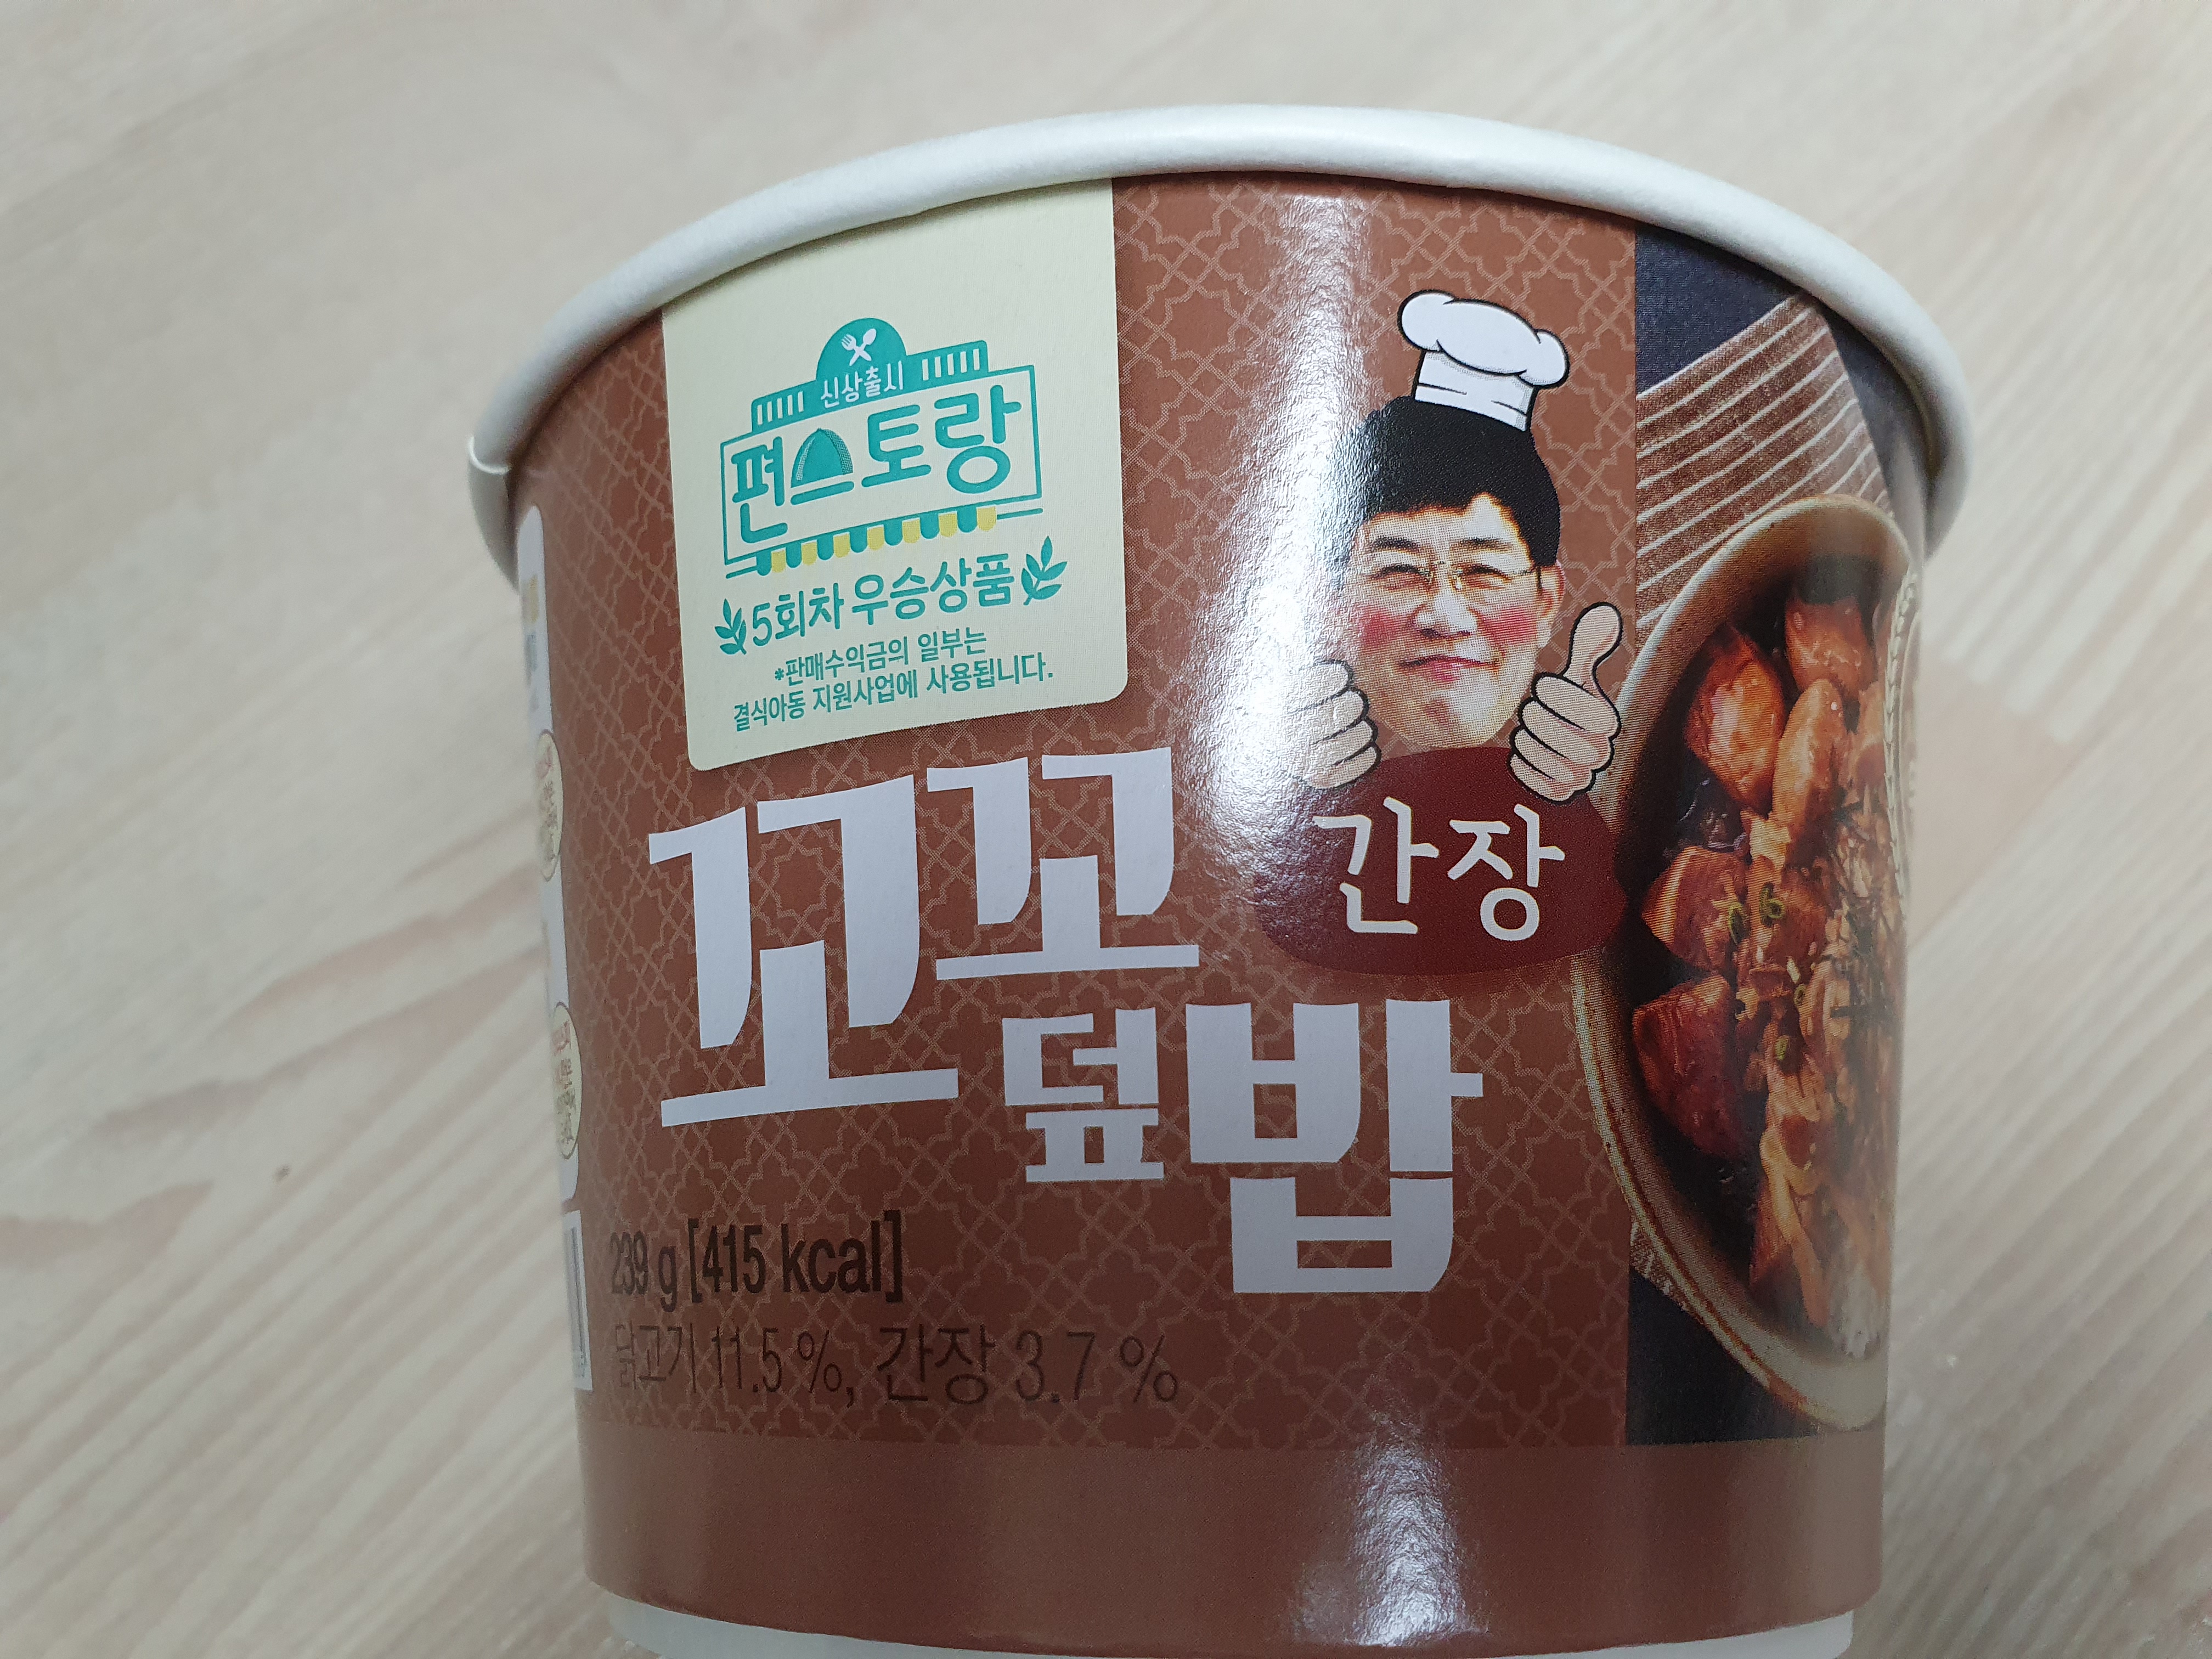 신상출시
편스토랑
5회차 우승상품
*판매수익금의 일부는
결식아동 지원사업에 사용됩니다.
꼬꼬
간장
덮밥
239 g [415 kcal]
닭고기 11.5 %, 간장 3.7 %